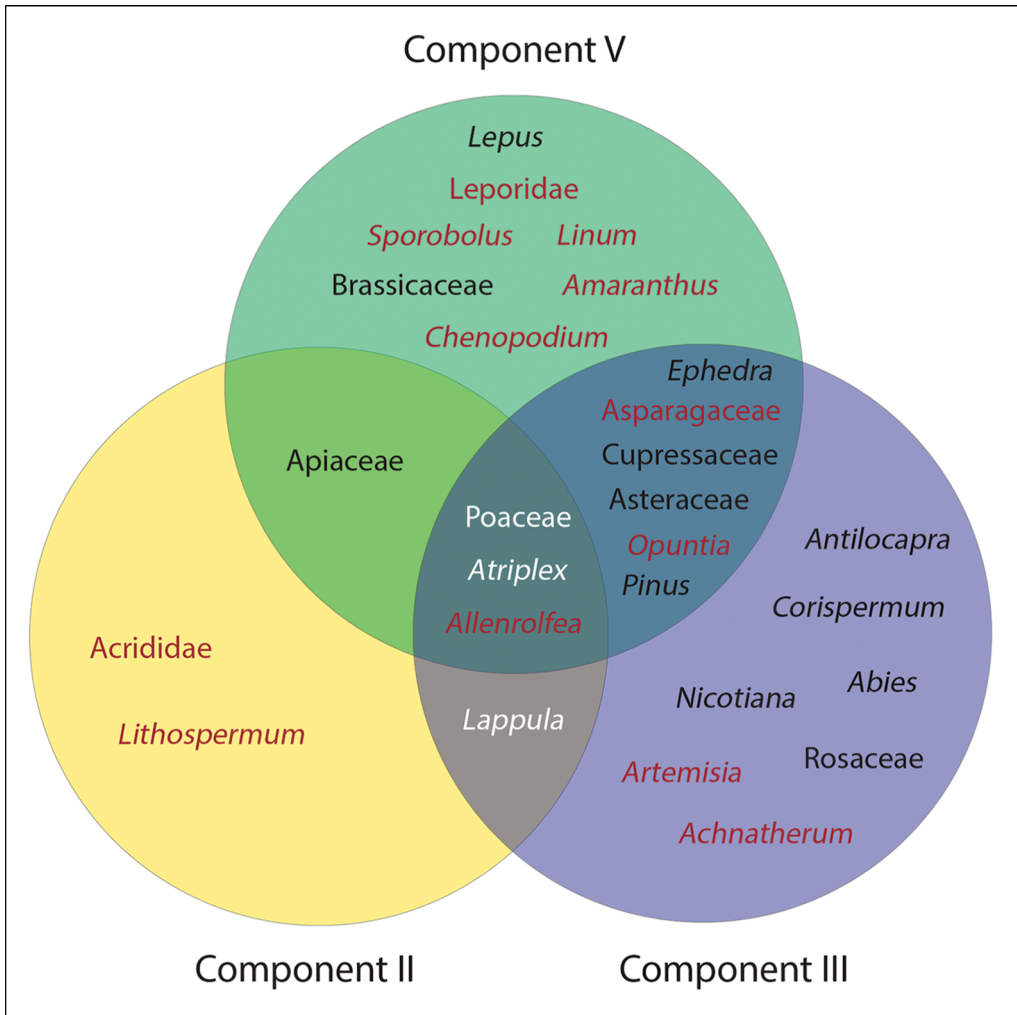 Component V
Lepus
Leporidae
Sporobolus Linum
Brassicaceae Amaranthus
Chenopodium
Ephedra
Asparagaceae
Cupressaceae
Apiaceae
Asteraceae
Poaceae
Opuntia
Antilocapra
Atriplex
Pinus
Corispermum
Allenrolfea
Acrididae
Abies
Nicotiana
Lappula
Lithospermum
Rosaceae
Artemisia
Achnatherum
Component II
Component III